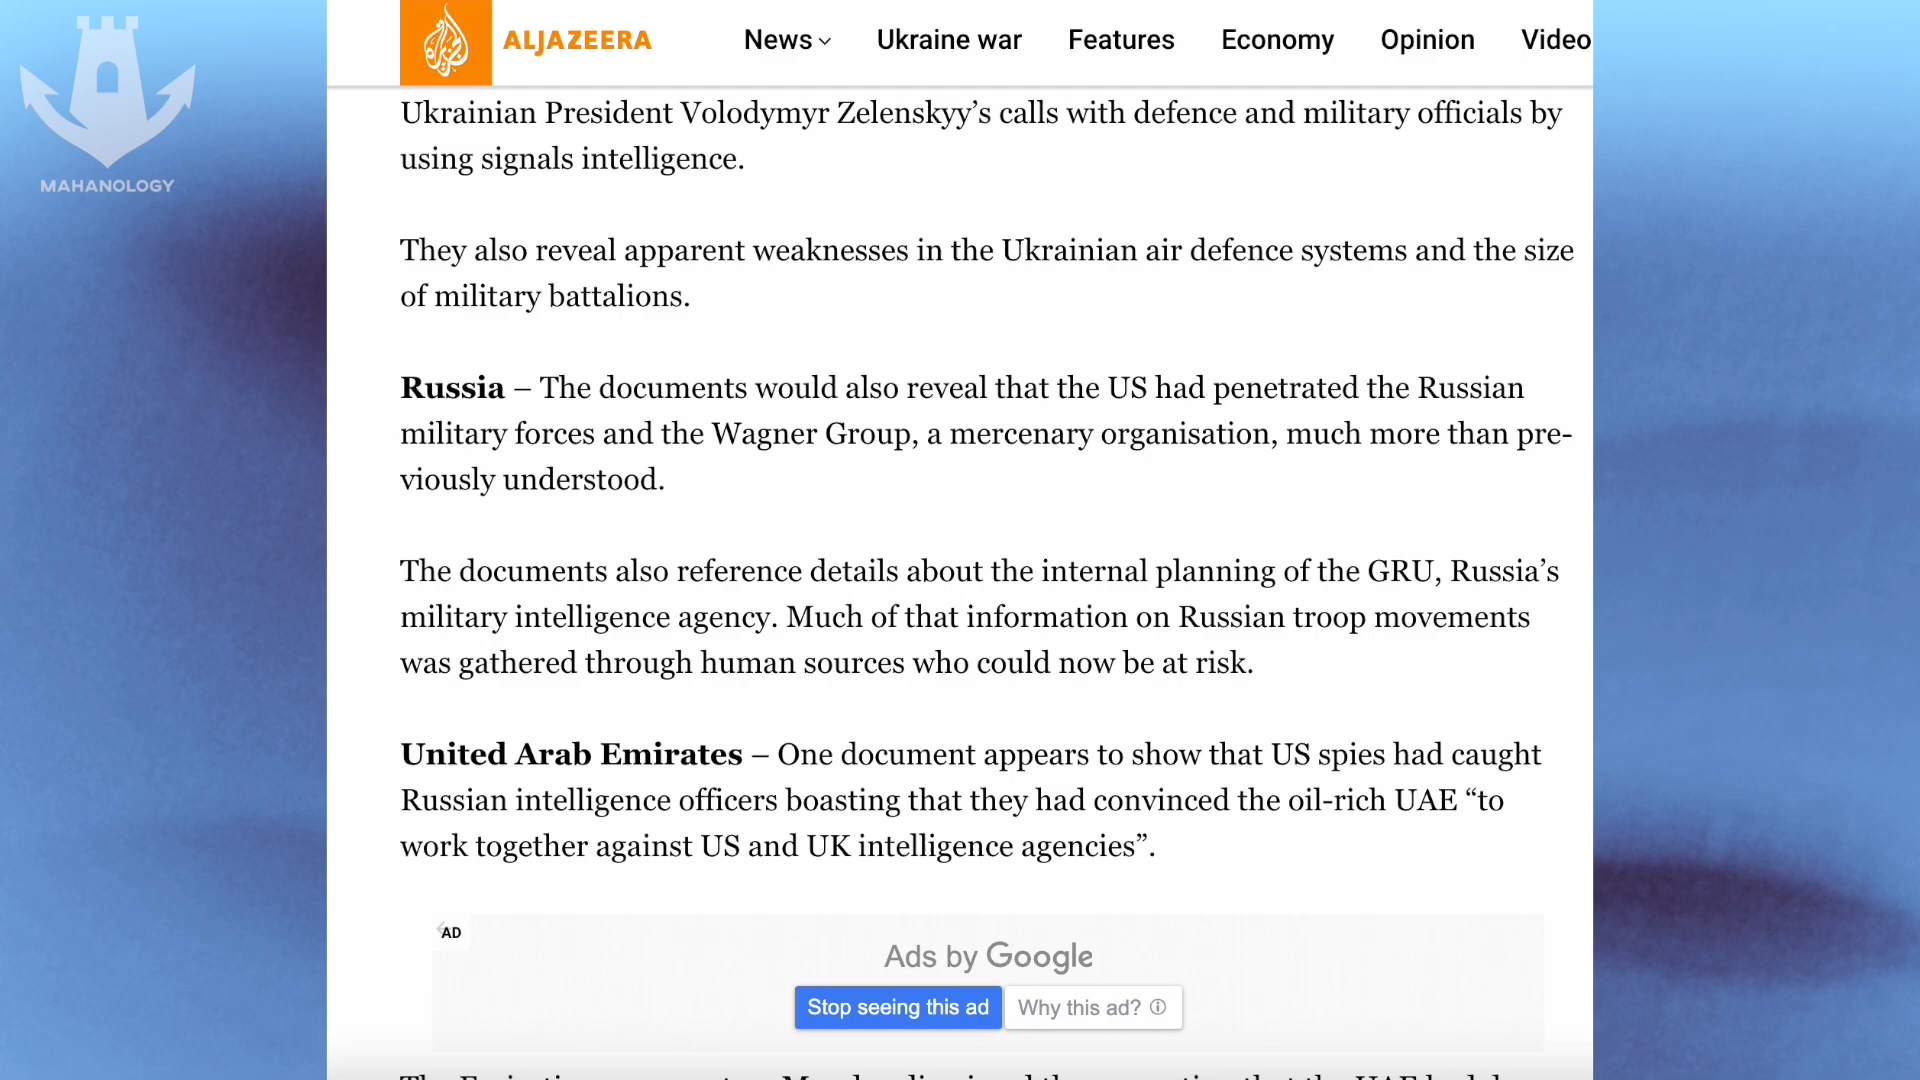 MAHANOLOGY
ALJAZEERA
News Ukraine war Features Economy Opinion Video
Ukrainian President Volodymyr Zelenskyy’s calls with defence and military officials by
using signals intelligence.
They also reveal apparent weaknesses in the Ukrainian air defence systems and the size
of military battalions.
Russia – The documents would also reveal that the US had penetrated the Russian
military forces and the Wagner Group, a mercenary organisation, much more than pre-
viously understood.
The documents also reference details about the internal planning of the GRU, Russia’s
military intelligence agency. Much of that information on Russian troop movements
was gathered through human sources who could now be at risk.
United Arab Emirates – One document appears to show that US spies had caught
Russian intelligence officers boasting that they had convinced the oil-rich UAE “to
work together against US and UK intelligence agencies”.
AD
Ads by Google
Stop seeing this ad Why this ad?